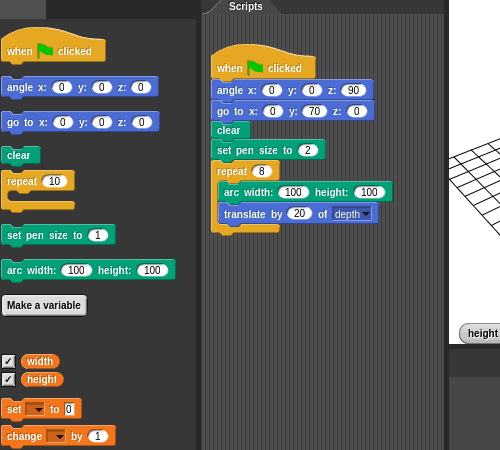 Scripts
when clicked
angle x: 0 y: 0 z: 0
go to x: 0 y: 0 z: 0
clear
repeat 10
set pen size to 1
arc width: 100 height: 100
Make a variable
width
height
set to 0
change by 1
when clicked
angle x: 0 y: 0 z: 90
go to x: 0 y: 70 z: 0
clear
set pen size to 2
repeat 8
arc width: 100 height: 100
translate by 20 of depth
height